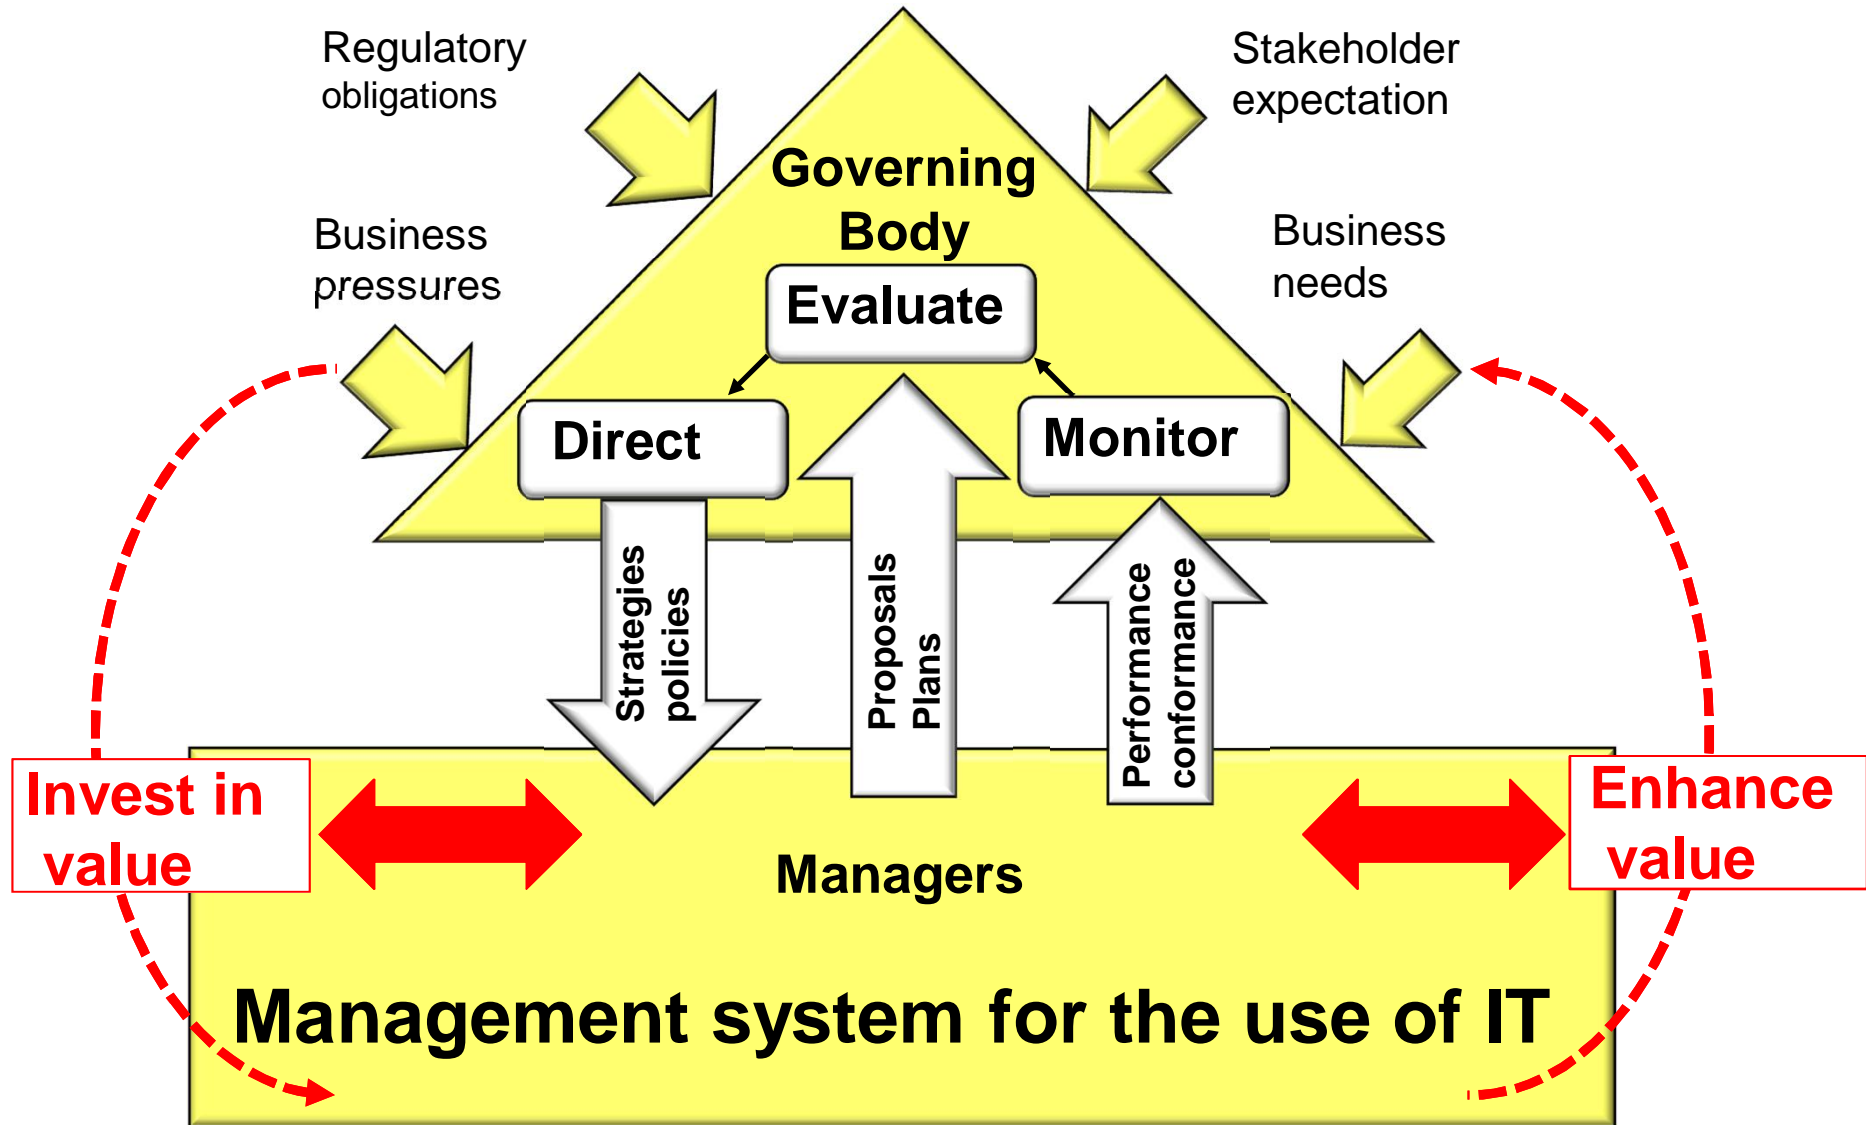 Regulatory
obligations
Stakeholder
expectation
Governing
Body
Business
pressures
Business
needs
Evaluate
Direct
Monitor
Strategies
policies
Proposals
Plans
Performance
conformance
Invest in
value
Enhance
value
Managers
Management system for the use of IT